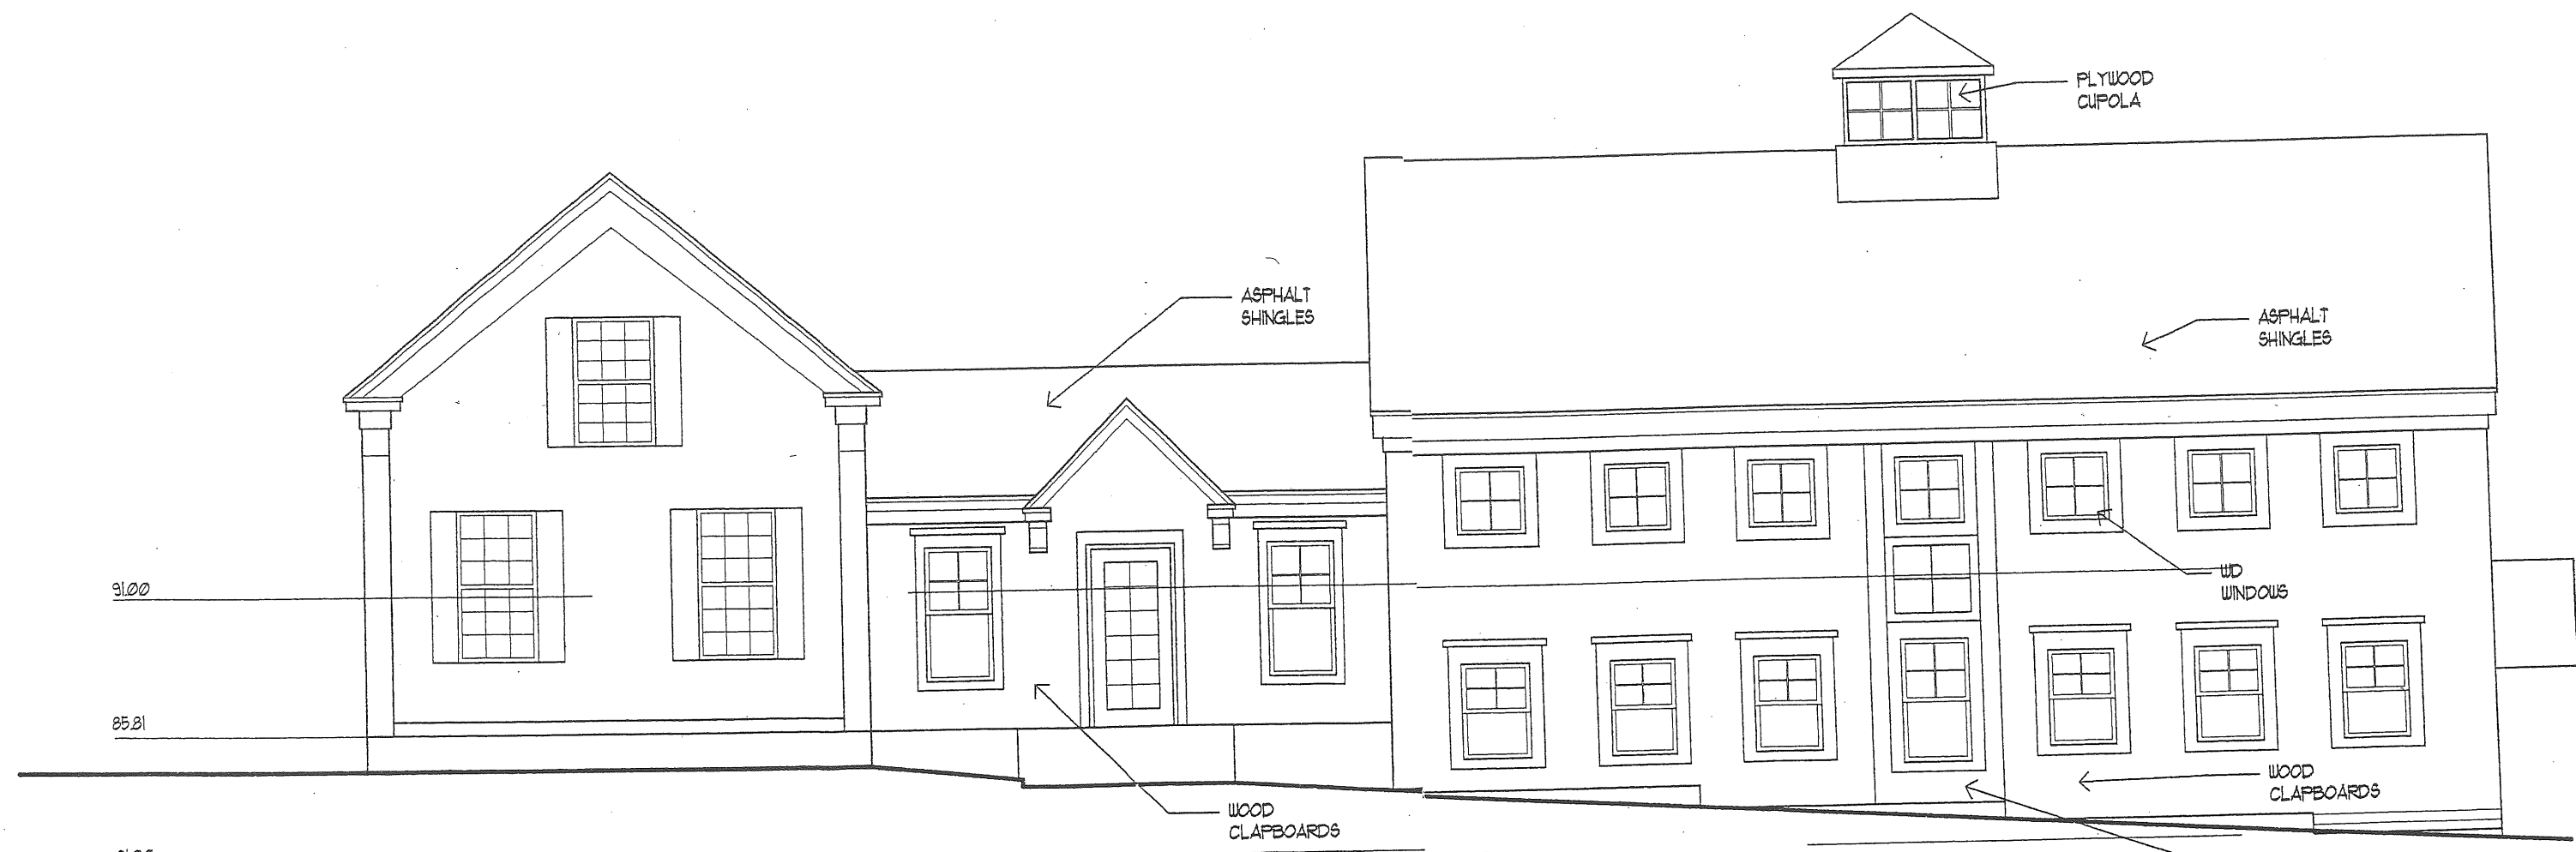 PLYWOOD
CUPOLA
ASPHALT
SHINGLES
ASPHALT
SHINGLES
91.00
WD
WINDOWS
85.81
WOOD
CLAPBOARDS
WOOD
CLAPBOARDS